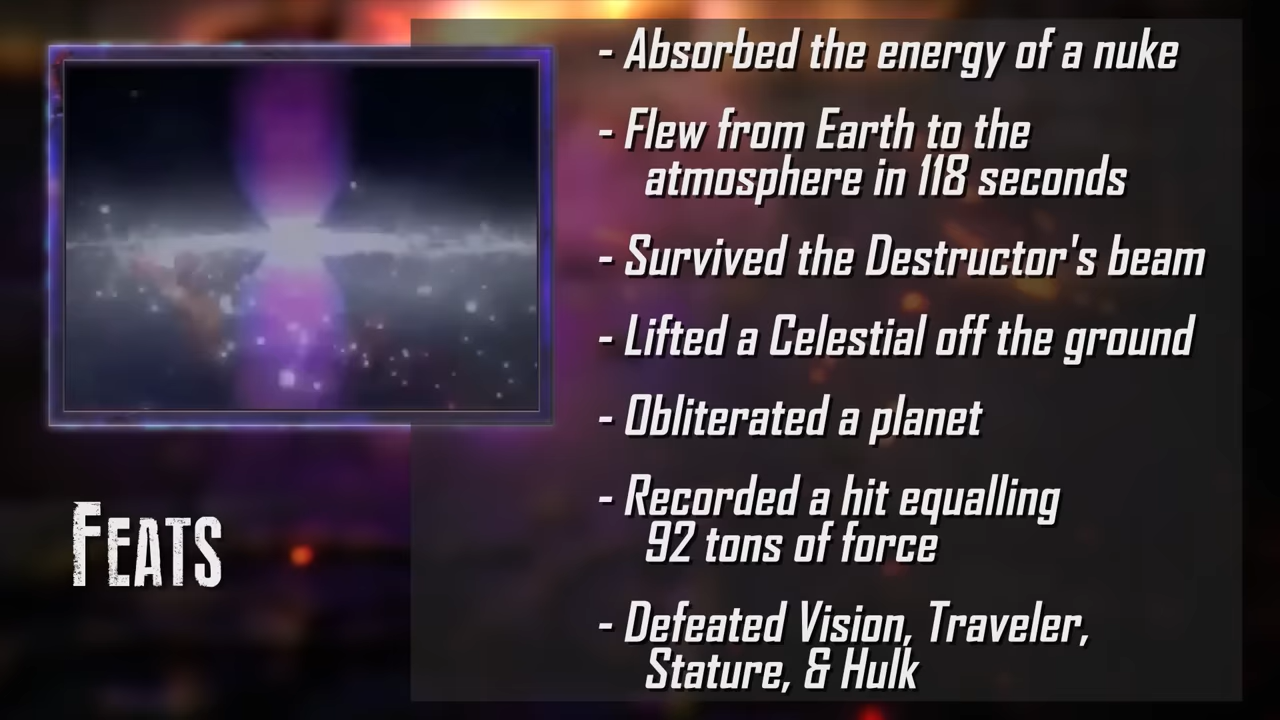 - Absorbed the energy of a nuke
- Flew from Earth to the
atmosphere in 118 seconds
- Survived the Destructor's beam
- Lifted a Celestial off the ground
- Obliterated a planet
- Recorded a hit equalling
92 tons of force
- Defeated Vision, Traveler,
Stature, & Hulk
FEATS